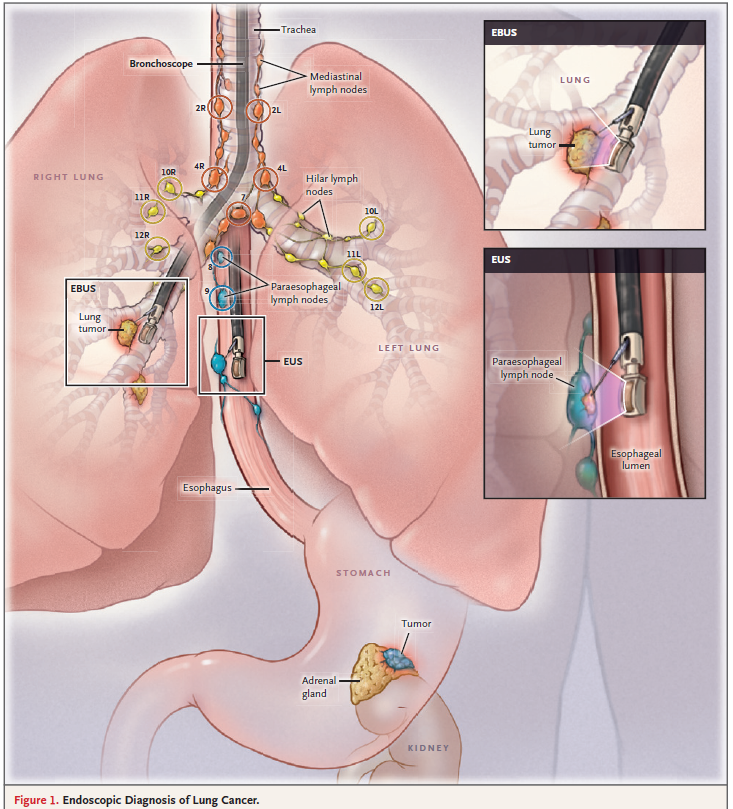 Trachea
Bronchoscope
Mediastinal
lymph nodes
2R
2L
4R
4L
RIGHT LUNG
10R
Hilar lymph
nodes
11R
7
10L
12R
11L
8
9
Paraesophageal
lymph nodes
12L
EBUS
Lung
tumor
LEFT LUNG
EUS
Esophagus
STOMACH
Tumor
Adrenal
gland
KIDNEY
EBUS
LUNG
Lung
tumor
EUS
Paraesophageal
lymph node
Esophageal
lumen
Figure 1. Endoscopic Diagnosis of Lung Cancer.